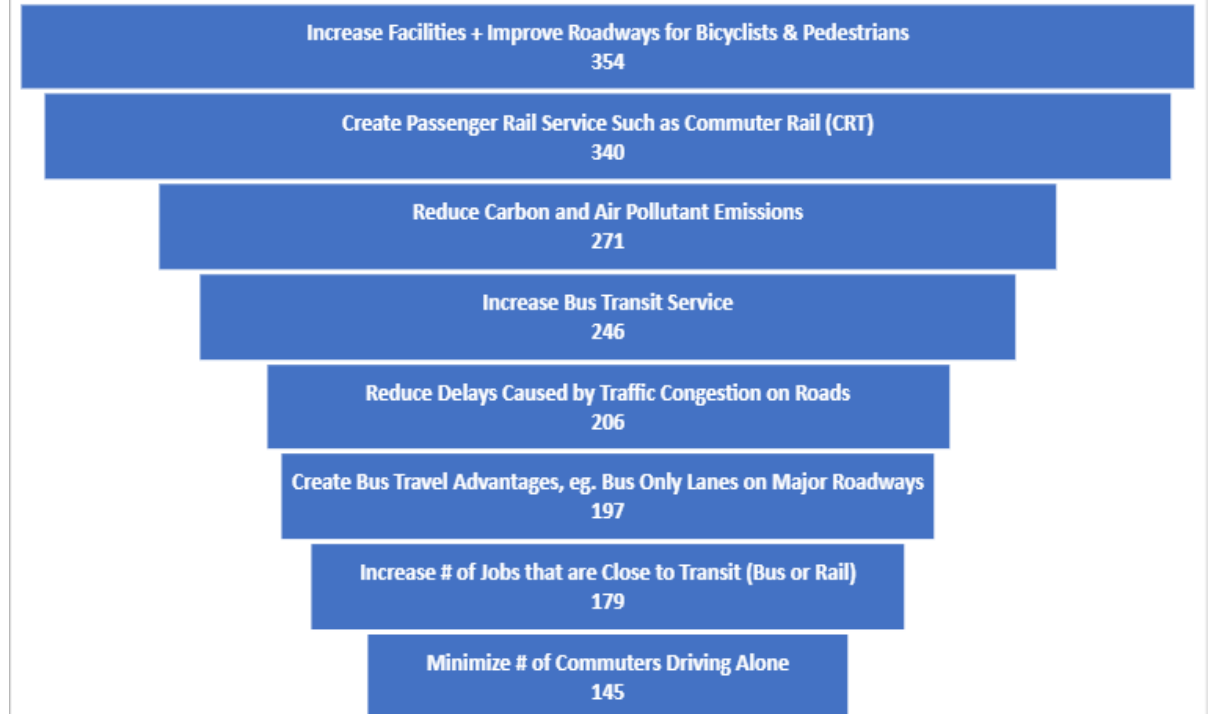 Increase Facilities + Improve Roadways for Bicyclists & Pedestrians
354
Create Passenger Rail Service Such as Commuter Rail (CRT)
340
Reduce Carbon and Air Pollutant Emissions
271
Increase Bus Transit Service
246
Reduce Delays Caused by Traffic Congestion on Roads
206
Create Bus Travel Advantages, eg. Bus Only Lanes on Major Roadways
197
Increase # of Jobs that are Close to Transit (Bus or Rail)
179
Minimize # of Commuters Driving Alone
145